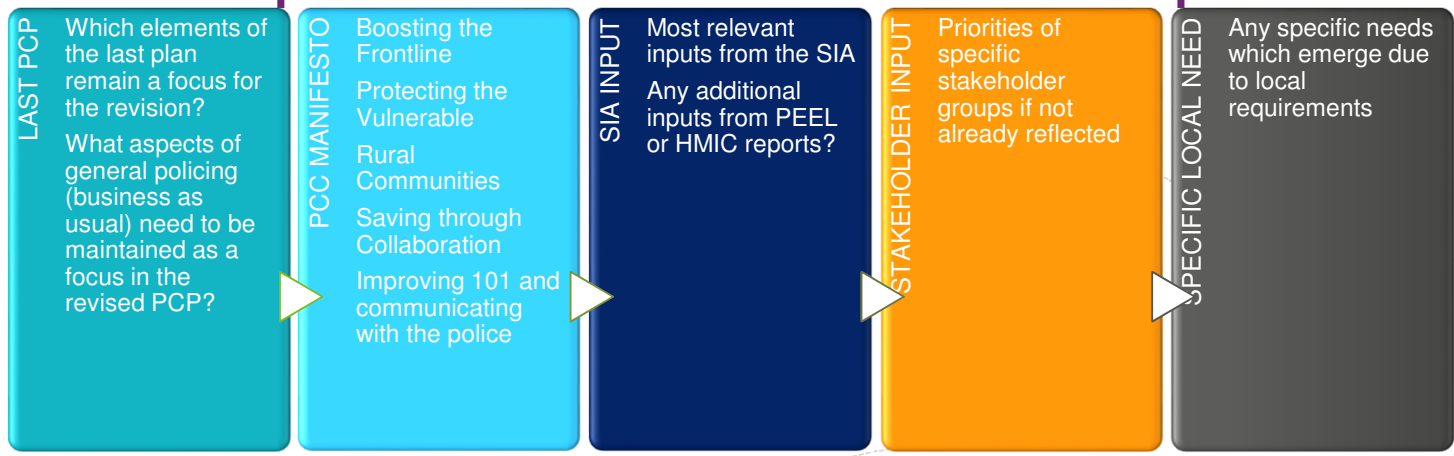 LAST PCP
Which elements of
the last plan
remain a focus for
the revision?
What aspects of
general policing
(business as
usual) need to be
maintained as a
focus in the
revised PCP?
PCC MANIFESTO
Boosting the
Frontline
Protecting the
Vulnerable
Rural
Communities
Saving through
Collaboration
Improving 101 and
communicating
with the police
SIA INPUT
Most relevant
inputs from the SIA
Any additional
inputs from PEEL
or HMIC reports?
STAKEHOLDER INPUT
Priorities of
specific
stakeholder
groups if not
already reflected
SPECIFIC LOCAL NEED
Any specific needs
which emerge due
to local
requirements